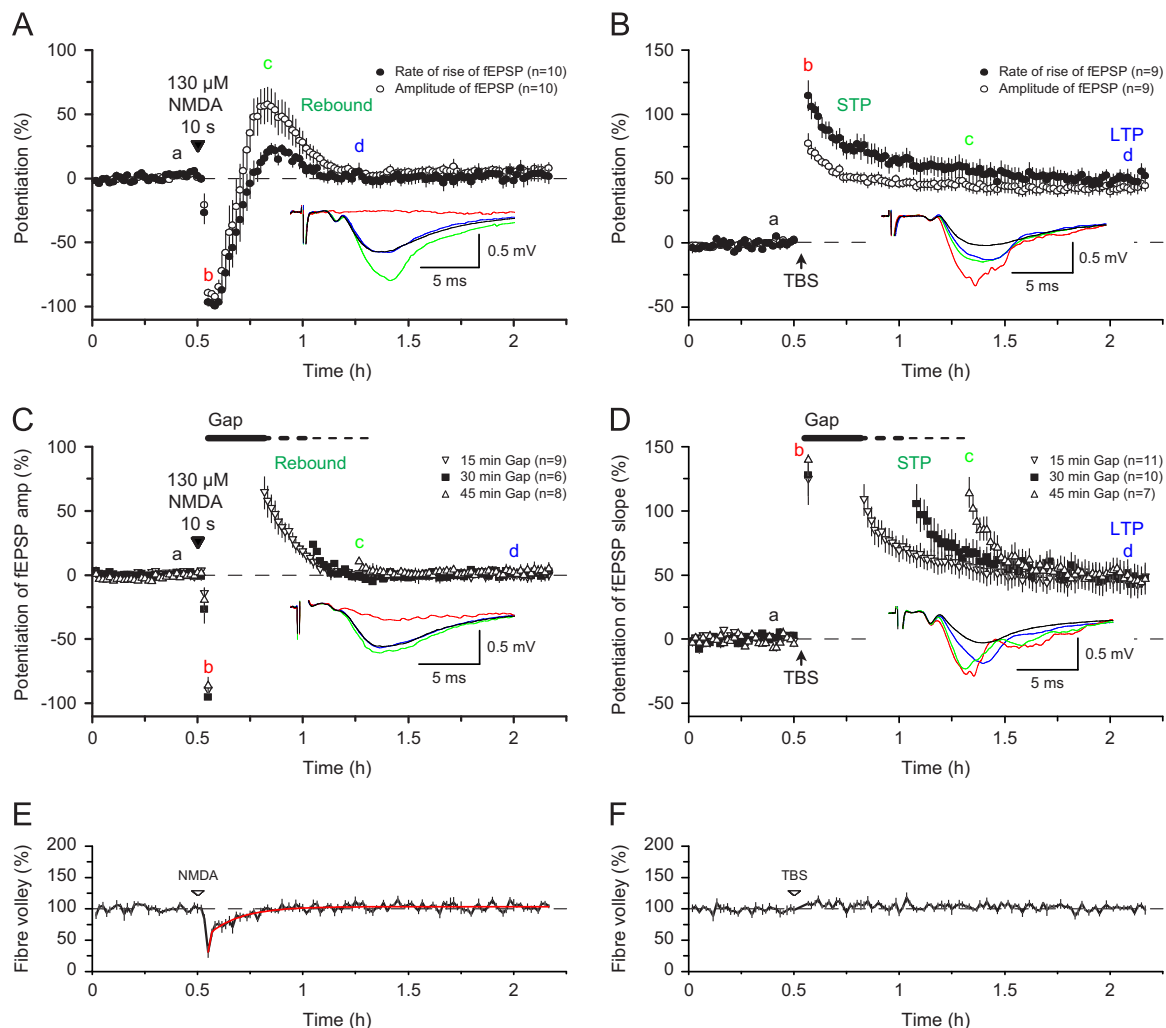 A
Potentiation (%)
100
50
0
-50
-100
130 µM
NMDA
10 s
a
b
c
d
Rebound
Rate of rise of fEPSP (n=10)
Amplitude of fEPSP (n=10)
0.5 mV
5 ms
0
0.5
1
1.5
2
Time (h)
B
Potentiation (%)
150
100
50
0
-50
a
b
c
STP
LTP
d
TBS
Rate of rise of fEPSP (n=9)
Amplitude of fEPSP (n=9)
0.5 mV
5 ms
0
0.5
1
1.5
2
Time (h)
C
Potentiation of fEPSP amp (%)
Gap
100
50
0
-50
-100
130 µM
NMDA
10 s
a
b
c
d
Rebound
15 min Gap (n=9)
30 min Gap (n=6)
45 min Gap (n=8)
0.5 mV
5 ms
0
0.5
1
1.5
2
Time (h)
D
Potentiation of fEPSP slope (%)
Gap
150
100
50
0
-50
a
b
STP
c
LTP
d
TBS
15 min Gap (n=11)
30 min Gap (n=10)
45 min Gap (n=7)
0.5 mV
5 ms
0
0.5
1
1.5
2
Time (h)
E
Fibre volley (%)
200
150
100
50
0
NMDA
0
0.5
1
1.5
2
Time (h)
F
Fibre volley (%)
200
150
100
50
0
TBS
0
0.5
1
1.5
2
Time (h)